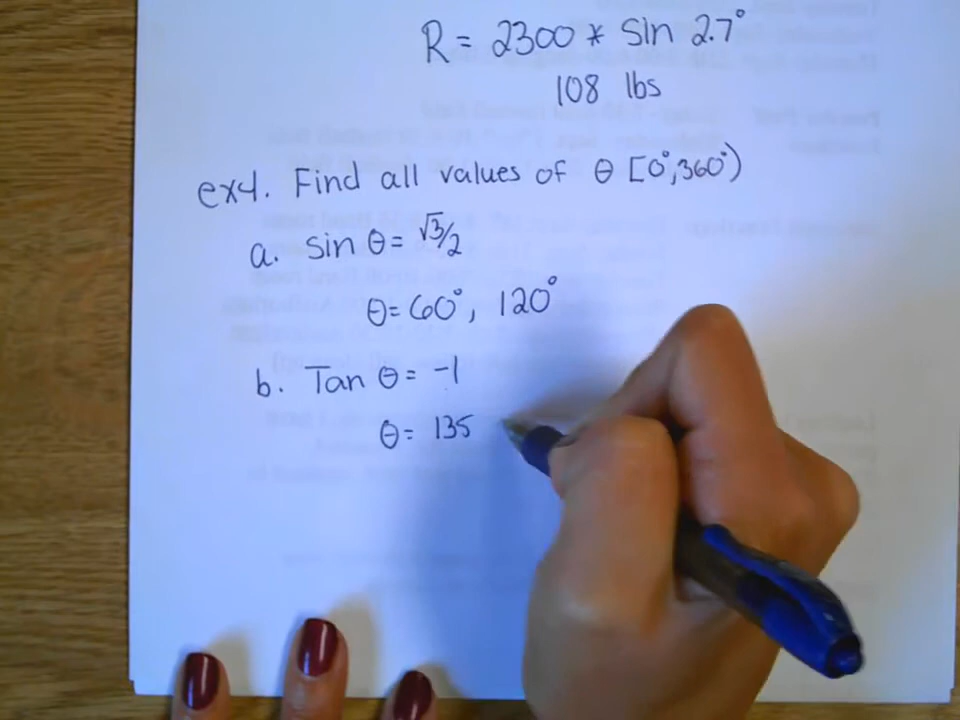 R = 2300 * sin 2.7°
108 lbs
ex4. Find all values of θ [0°,360°)
a. sin θ = √3/2
θ = 60°, 120°
b. Tan θ = -1
θ = 135